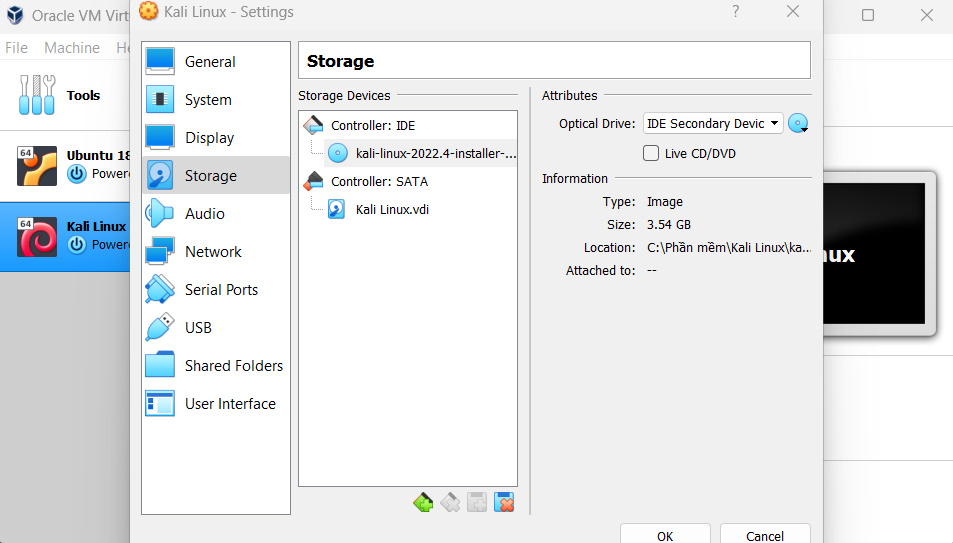 Oracle VM Virt
Kali Linux - Settings
?
File Machine He
Tools
64
Ubuntu 18
Powere
64
Kali Linux
Powere
General
System
Display
Storage
Audio
Network
Serial Ports
USB
Shared Folders
User Interface
Storage
Storage Devices
Controller: IDE
kali-linux-2022.4-installer-...
Controller: SATA
Kali Linux.vdi
Attributes
Optical Drive: IDE Secondary Devic
Live CD/DVD
Information
Type: Image
Size: 3.54 GB
Location: C:\Phần mềm\Kali Linux\ka...
Attached to: --
nux
OK
Cancel